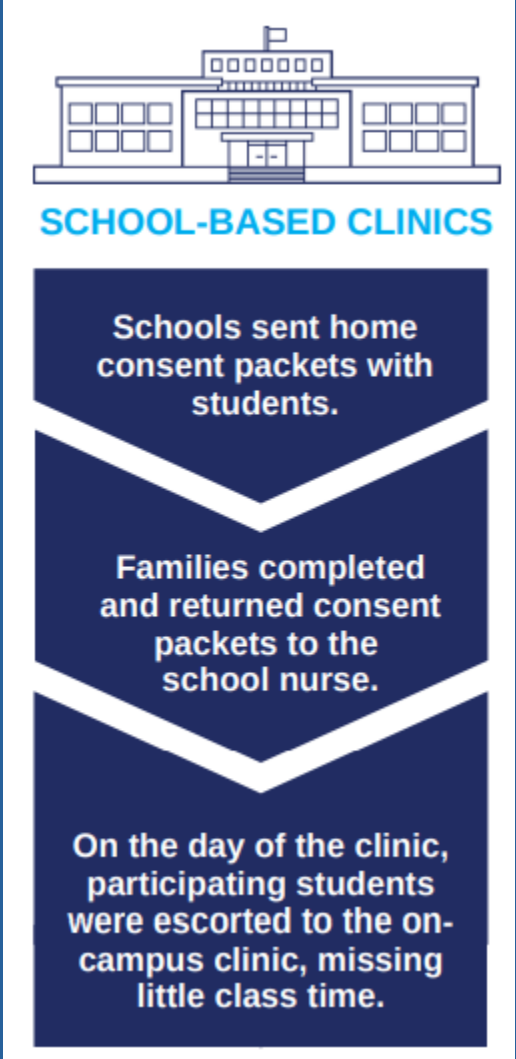 SCHOOL-BASED CLINICS
Schools sent home
consent packets with
students.
Families completed
and returned consent
packets to the
school nurse.
On the day of the clinic,
participating students
were escorted to the on-
campus clinic, missing
little class time.